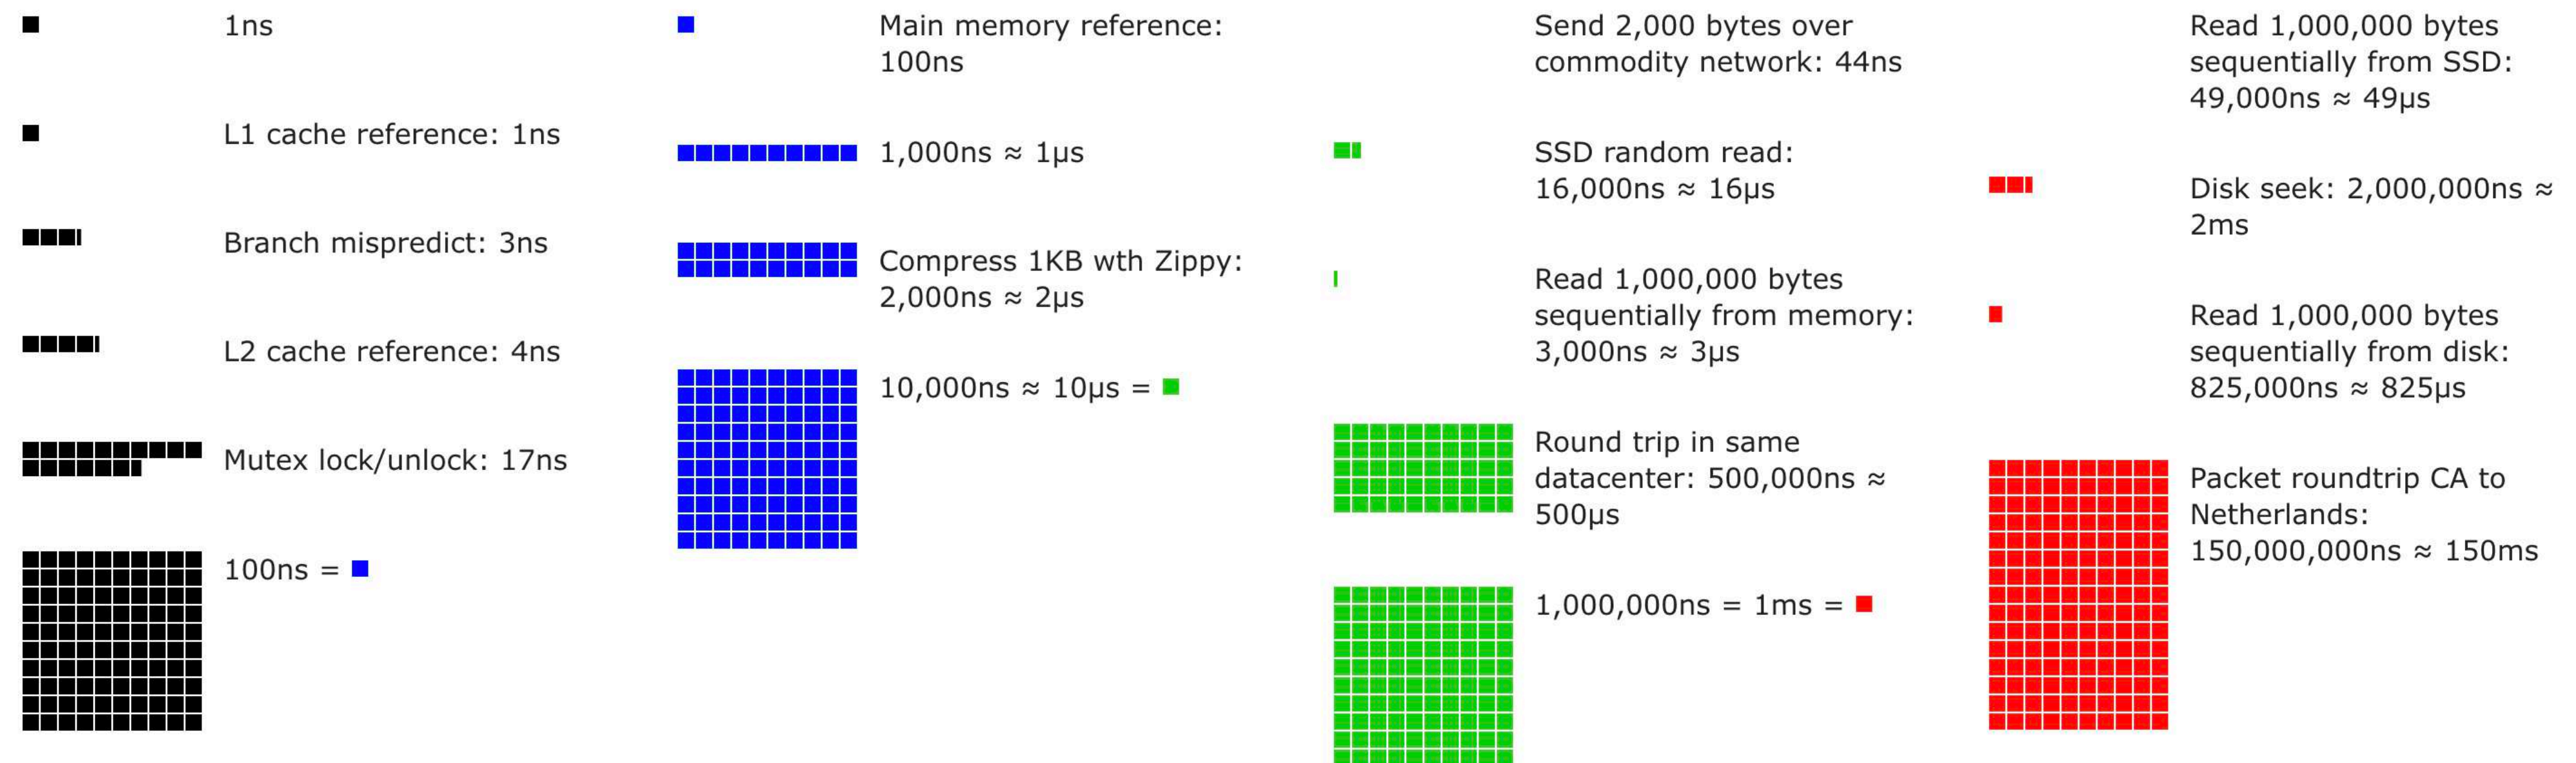 1ns
L1 cache reference: 1ns
Branch mispredict: 3ns
L2 cache reference: 4ns
Mutex lock/unlock: 17ns
100ns =
Main memory reference:
100ns
1,000ns ≈ 1μs
Compress 1KB wth Zippy:
2,000ns ≈ 2μs
10,000ns ≈ 10μs =
Send 2,000 bytes over
commodity network: 44ns
SSD random read:
16,000ns ≈ 16μs
Read 1,000,000 bytes
sequentially from memory:
3,000ns ≈ 3μs
Round trip in same
datacenter: 500,000ns ≈
500μs
1,000,000ns = 1ms =
Read 1,000,000 bytes
sequentially from SSD:
49,000ns ≈ 49μs
Disk seek: 2,000,000ns ≈
2ms
Read 1,000,000 bytes
sequentially from disk:
825,000ns ≈ 825μs
Packet roundtrip CA to
Netherlands:
150,000,000ns ≈ 150ms